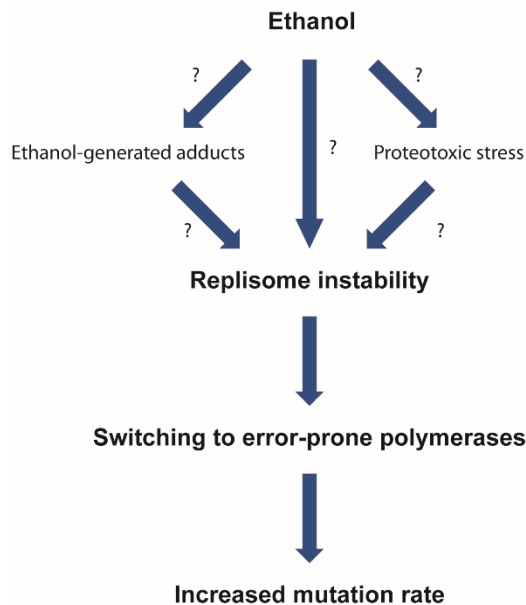 Ethanol
? ?
Ethanol-generated adducts ? Proteotoxic stress
? ?
Replisome instability
Switching to error-prone polymerases
Increased mutation rate